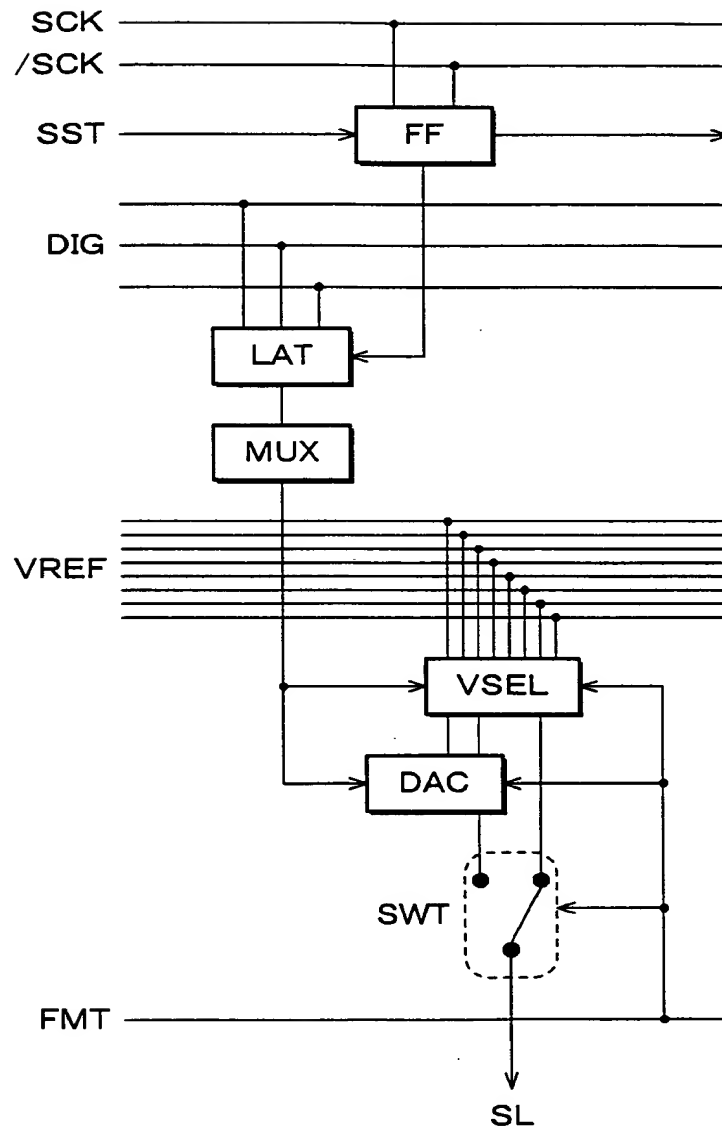 SCK
/SCK
SST
FF
DIG
LAT
MUX
VREF
VSEL
DAC
SWT
FMT
SL